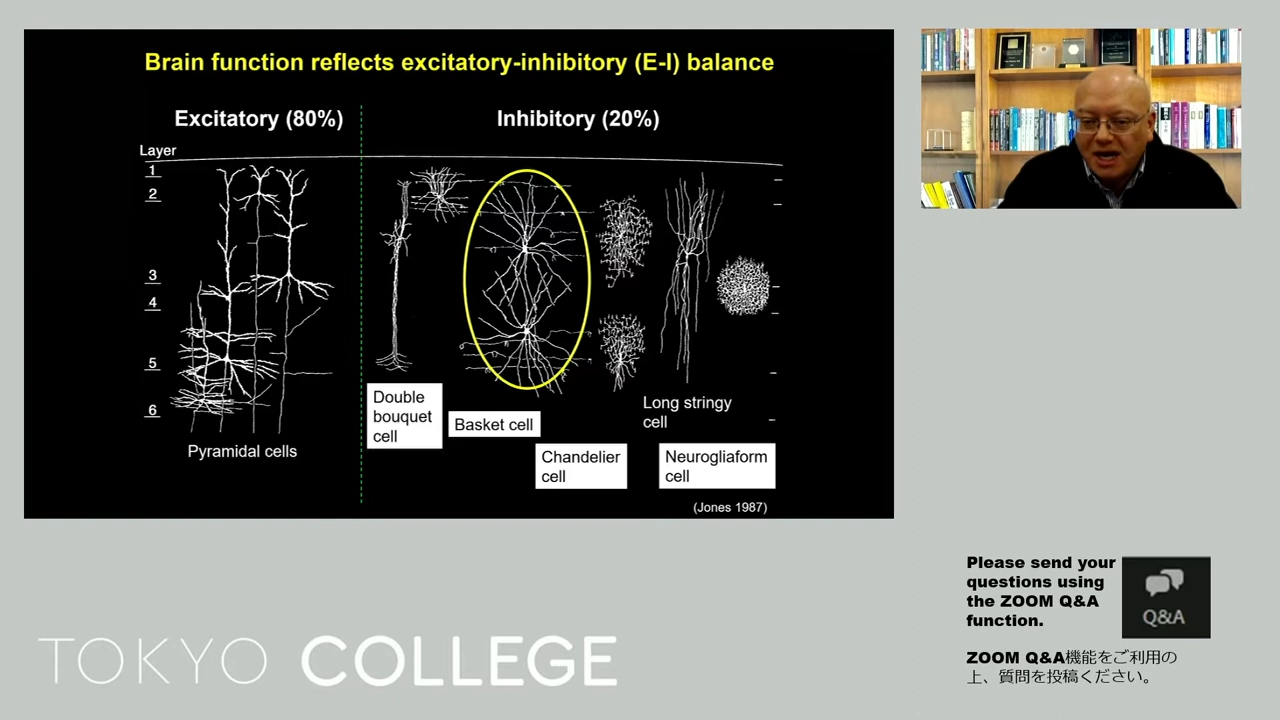 Brain function reflects excitatory-inhibitory (E-I) balance
Excitatory (80%)
Inhibitory (20%)
Layer
1
2
3
4
5
6
Pyramidal cells
Double
bouquet
cell
Basket cell
Chandelier
cell
Long stringy
cell
Neurogliaform
cell
(Jones 1987)
Please send your
questions using
the ZOOM Q&A
function.
Q&A
ZOOM Q&A機能をご利用の
上、質問を投稿ください。
TOKYO COLLEGE